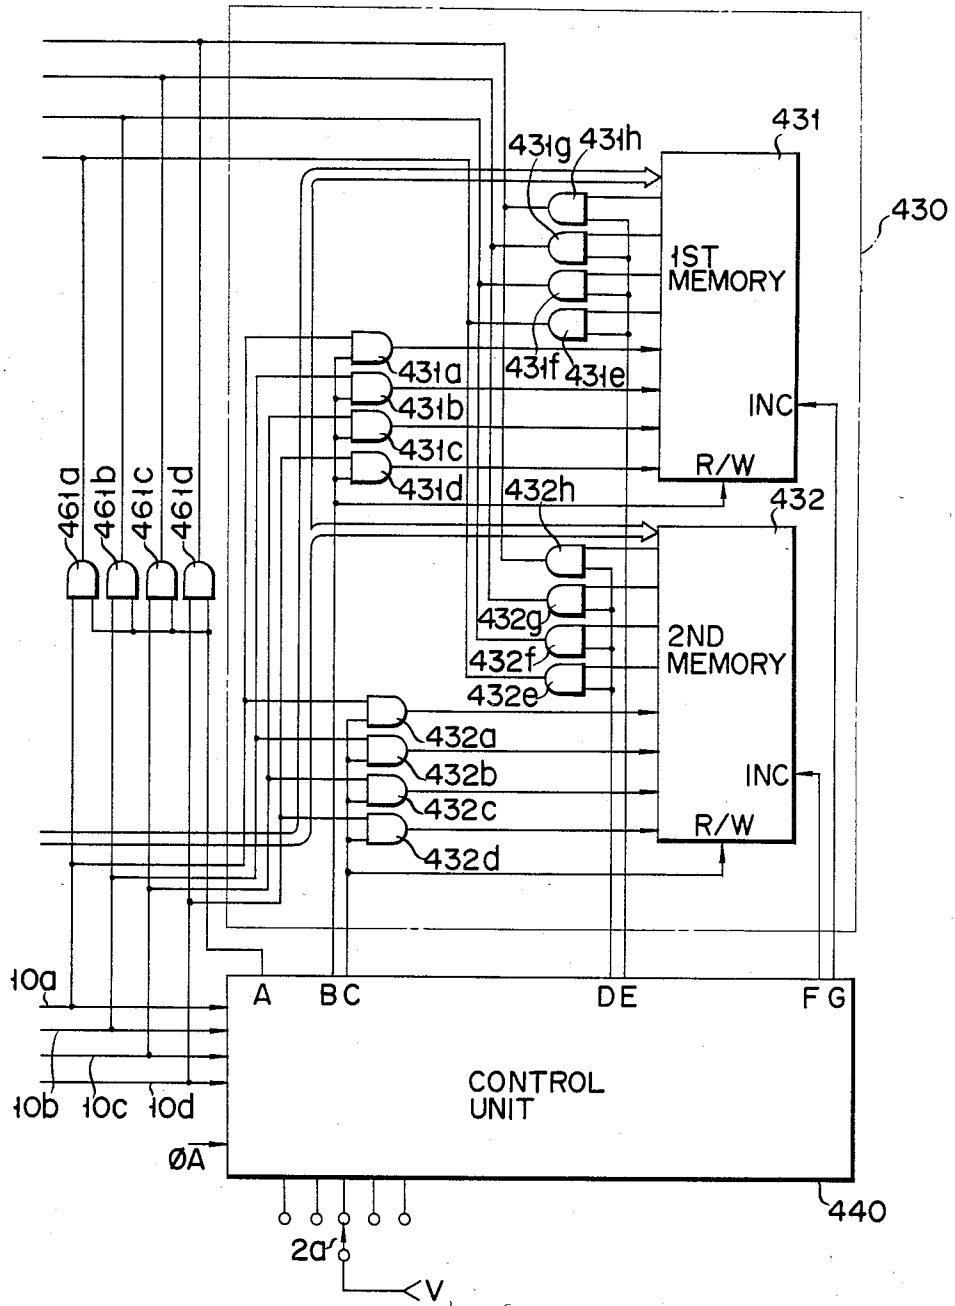 431
431h
431g
430
1ST
MEMORY
431f
431e
431a
431b
431c
431d
INC
R/W
461a
461b
461c
461d
432h
432
432g
432f
432e
2ND
MEMORY
432a
432b
432c
432d
INC
R/W
10a
A
B
C
D
E
F
G
10b
10c
10d
CONTROL
UNIT
ØA
440
2a
V